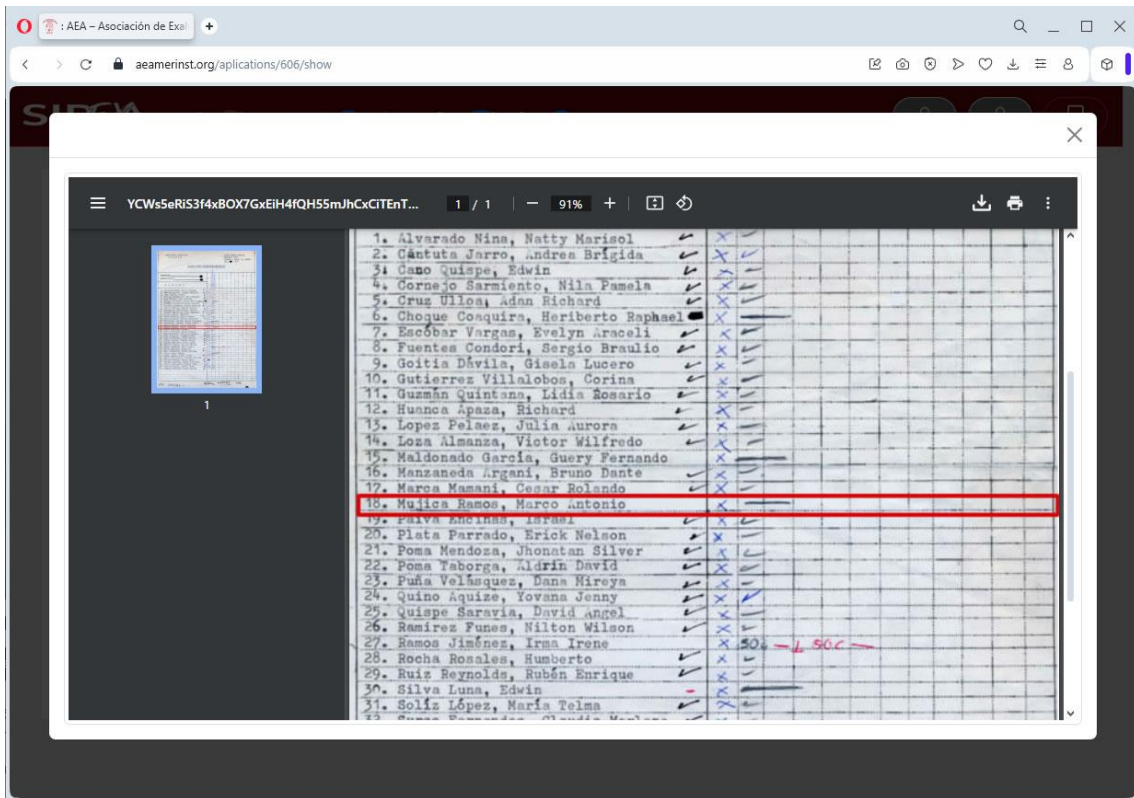 : AEA – Asociación de Exal
aeamerinst.org/aplications/606/show
YCWs5eRiS3f4xBOX7GxEiH4fQH55mJhCxCiTEnT... 1 / 1 91%
1
1. Alvarado Nina, Natty Marisol
2. Cántuta Jarro, Andrea Brígida
3. Cano Quispe, Edwin
4. Cornejo Sarmiento, Nila Pamela
5. Cruz Ulloa, Adan Richard
6. Choque Coaquira, Heriberto Raphael
7. Escóbar Vargas, Evelyn Araceli
8. Fuentes Condori, Sergio Braulio
9. Goitia Dávila, Gisela Lucero
10. Gutierrez Villalobos, Corina
11. Guzmán Quintana, Lidia Rosario
12. Huanca Apaza, Richard
13. Lopez Pelaez, Julia Aurora
14. Loza Almanza, Victor Wilfredo
15. Maldonado García, Guery Fernando
16. Manzaneda Argani, Bruno Dante
17. Marca Mamani, Cesar Rolando
18. Mujica Ramos, Marco Antonio
19. Paiva Encinas, Israel
20. Plata Parrado, Erick Nelson
21. Poma Mendoza, Jhonatan Silver
22. Poma Taborga, Aldrin David
23. Puña Velásquez, Dana Mireya
24. Quino Aquize, Yovana Jenny
25. Quispe Saravia, David Angel
26. Ramirez Funes, Nilton Wilson
27. Ramos Jiménez, Irma Irene
28. Rocha Rosales, Humberto
29. Ruiz Reynolds, Rubén Enrique
30. Silva Luna, Edwin
31. Solíz López, María Telma